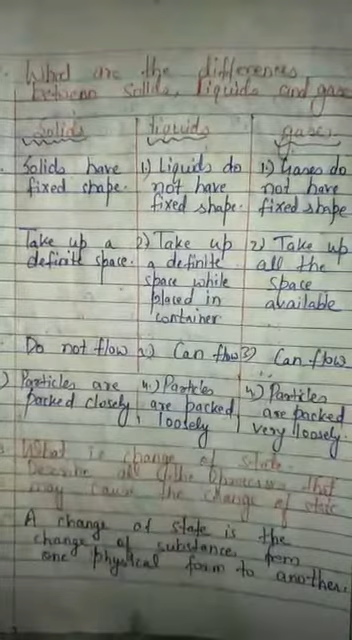 What are the differences
between solids, liquids and gases
Solids
liquids
gases
Solids have
fixed shape.
1.) Liquids do
not have
fixed shape.
1.) Gases do
not have
fixed shape
Take up a
definite space.
2) Take up
a definite
space while
placed in
container
2) Take up
all the
space
available
Do not flow
Can flow
3) Can flow
) Particles are
packed closely
4.) Particles
are packed
loosely
4) Particles
are packed
very loosely.
What is change of state.
Describe all the processes that
may cause the change of state
A change of state is the
change of substances from
one physical form to another.